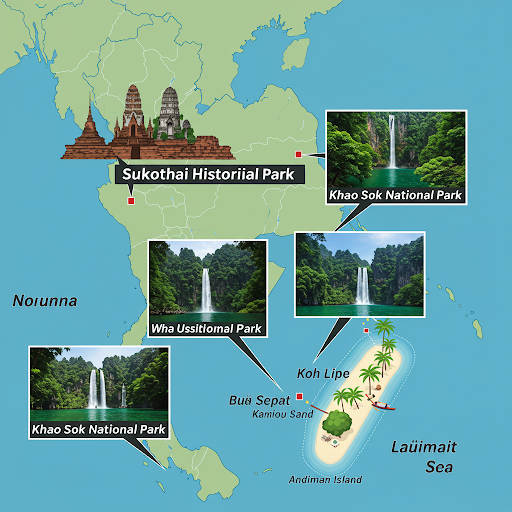 Sukothai Historiial Park
Khao Sok National Park
Wha Ussitiomal Park
Noıunna
Khao Sok National Park
Koh Lipe
Buä Sepat
Kamiou Sand
Laüimait
Sea
Andiman Island